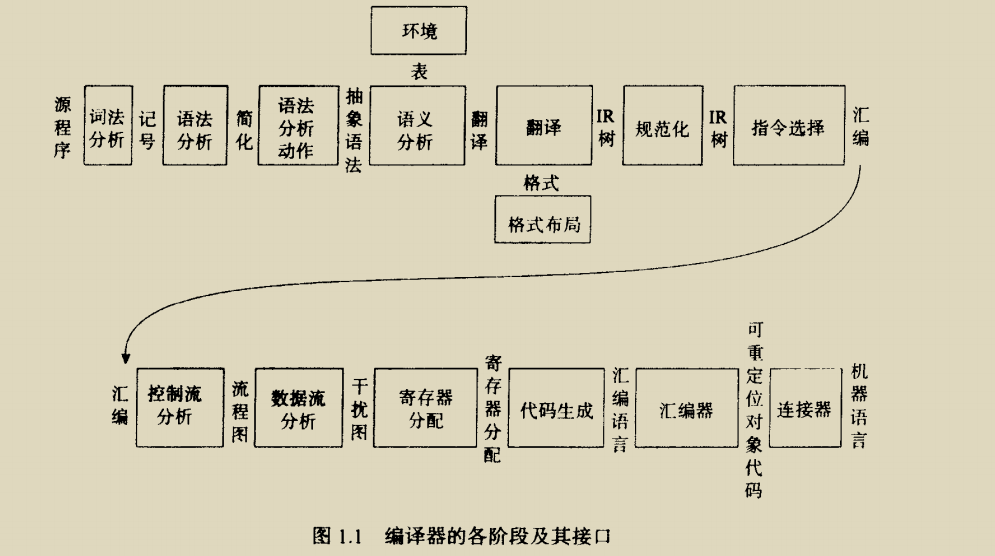 环境
表
源程序
词法
分析
记号
语法
分析
简化
语法
分析
动作
抽象语法
语义
分析
翻译
翻译
IR
树
规范化
IR
树
指令选择
汇编
格式
格式布局
汇编
控制流
分析
流程图
数据流
分析
干扰图
寄存器
分配
寄存器分配
代码生成
汇编语言
汇编器
可重定位对象代码
连接器
机器语言
图 1.1 编译器的各阶段及其接口